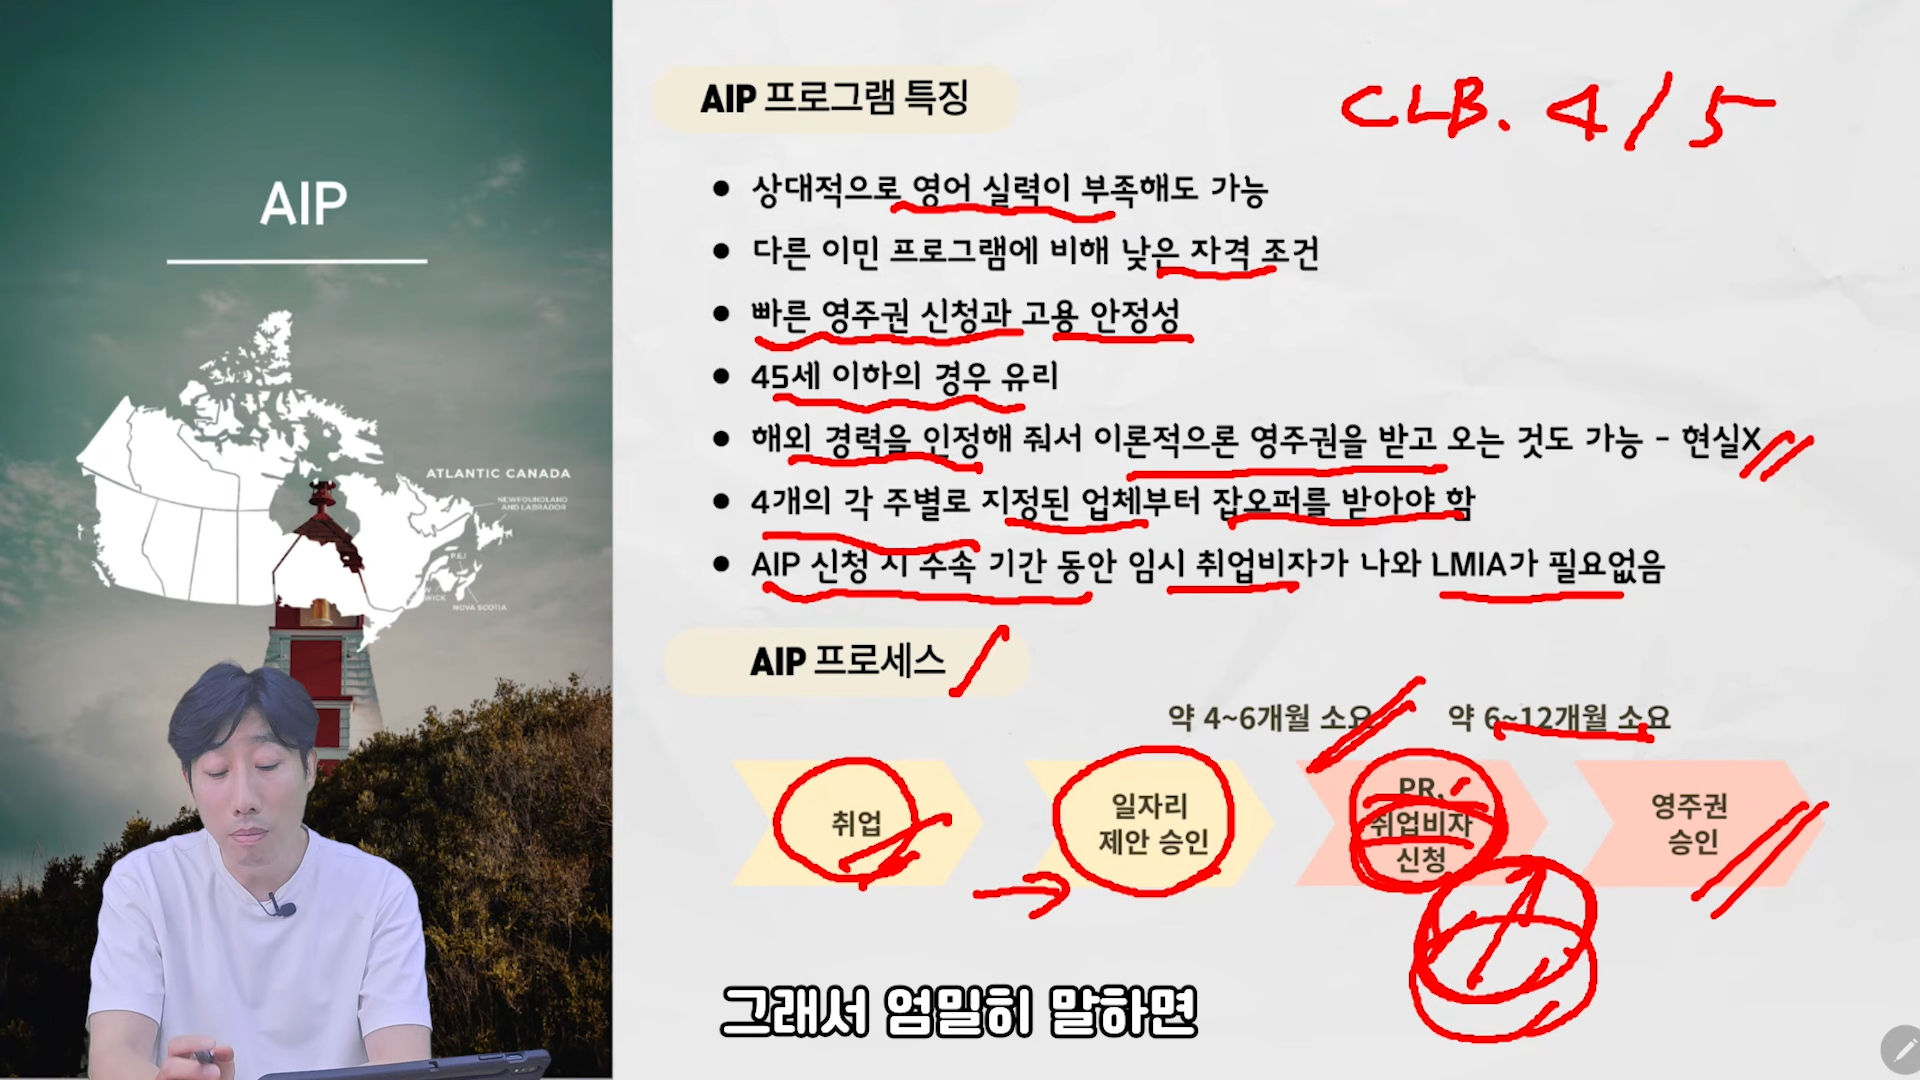 AIP
ATLANTIC CANADA
NEWFOUNDLAND
AND LABRADOR
P.E.I
WICK
NOVA SCOTIA
AIP 프로그램 특징
CLB. 4/5
● 상대적으로 영어 실력이 부족해도 가능
● 다른 이민 프로그램에 비해 낮은 자격 조건
● 빠른 영주권 신청과 고용 안정성
● 45세 이하의 경우 유리
● 해외 경력을 인정해 줘서 이론적으론 영주권을 받고 오는 것도 가능 - 현실X
● 4개의 각 주별로 지정된 업체부터 잡오퍼를 받아야 함
● AIP 신청 시 수속 기간 동안 임시 취업비자가 나와 LMIA가 필요없음
AIP 프로세스
약 4~6개월 소요
약 6~12개월 소요
취업
일자리
제안 승인
PR,
취업비자
신청
영주권
승인
그래서 엄밀히 말하면